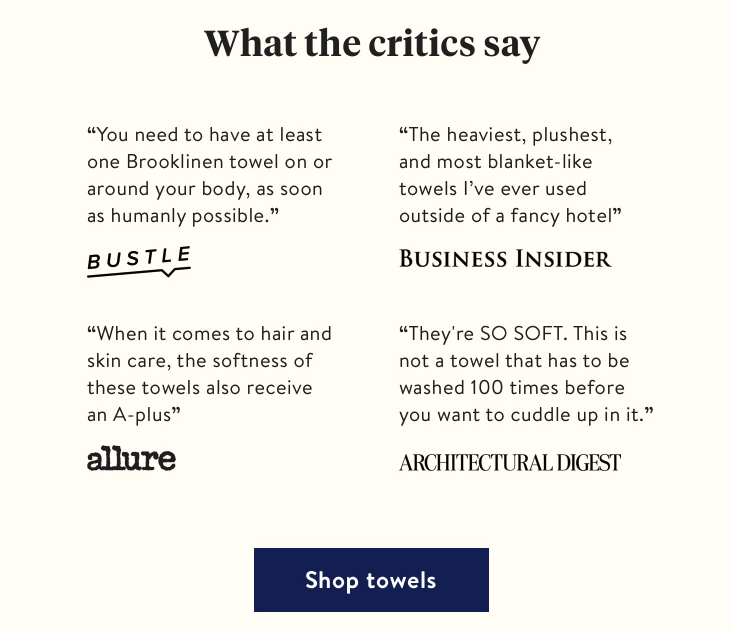 What the critics say
“You need to have at least
one Brooklinen towel on or
around your body, as soon
as humanly possible.”
BUSTLE
“The heaviest, plushest,
and most blanket-like
towels I’ve ever used
outside of a fancy hotel”
BUSINESS INSIDER
“When it comes to hair and
skin care, the softness of
these towels also receive
an A-plus”
allure
“They're SO SOFT. This is
not a towel that has to be
washed 100 times before
you want to cuddle up in it.”
ARCHITECTURAL DIGEST
Shop towels